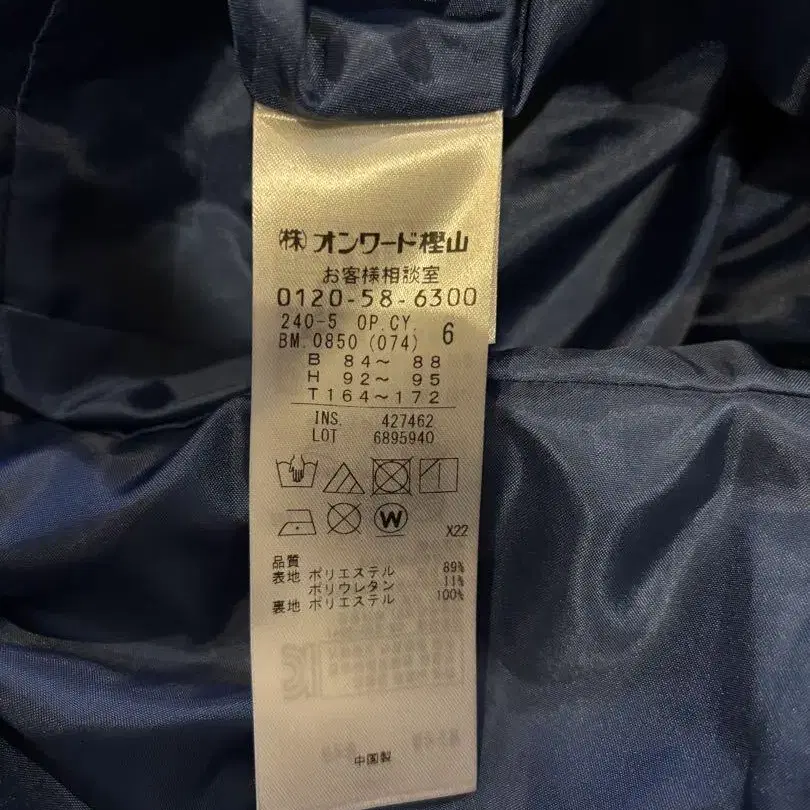 ㈱オンワード樫山
お客様相談室
0120-58-6300
240-5 OP.CY. 6
BM.0850 (074)
B 84～ 88
H 92～ 95
T 164～172
INS. 427462
LOT 6895940
W
X22
品質
表地 ポリエステル 89%
ポリウレタン 11%
裏地 ポリエステル 100%
中国製